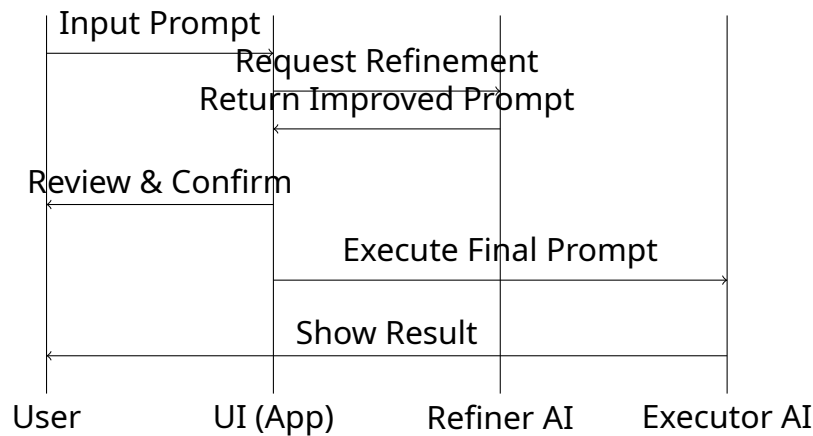 Input Prompt
Request Refinement
Return Improved Prompt
Review & Confirm
Execute Final Prompt
Show Result
User UI (App) Refiner AI Executor AI